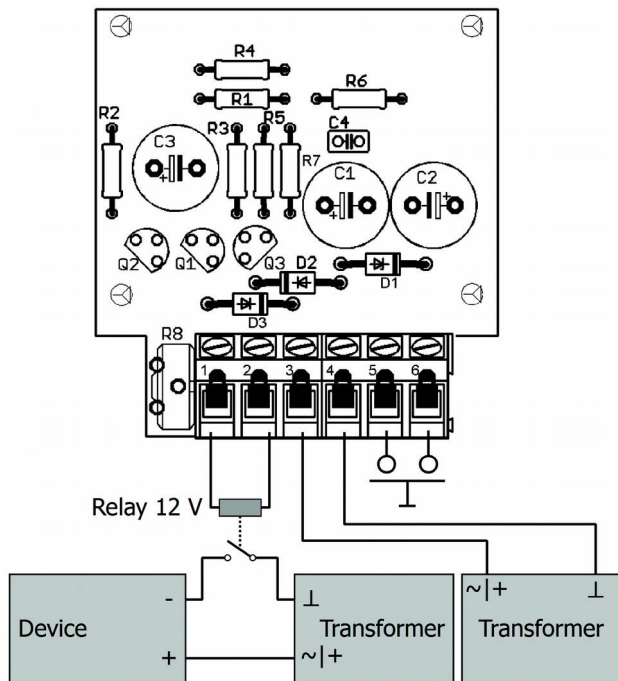 R4
R1
R6
R2
C3
R3
R5
R7
C4
C1
C2
+
+
+
Q2
Q1
Q3
D2
D1
D3
R8
1 2 3 4 5 6
Relay 12 V
Device
-
+
⊥
Transformer
~|+
~|+ ⊥
Transformer